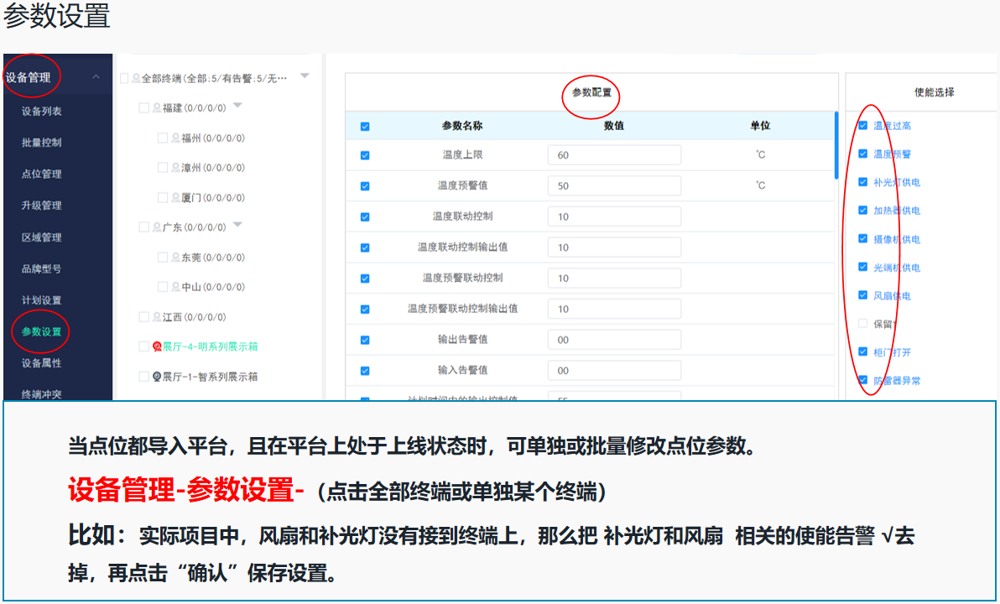 参数设置
设备管理
设备列表
批量控制
点位管理
升级管理
区域管理
品牌型号
计划设置
参数设置
设备属性
终端冲突
全部终端(全部:5/有告警:5/无···
福建(0/0/0/0)
福州(0/0/0/0)
漳州(0/0/0/0)
厦门(0/0/0/0)
广东(0/0/0/0)
东莞(0/0/0/0)
中山(0/0/0/0)
江西(0/0/0/0)
展厅-4-明系列展示箱
展厅-1-智系列展示箱
参数配置
参数名称 数值 单位
温度上限 60 ℃
温度预警值 50 ℃
温度联动控制 10
温度联动控制输出值 10
温度预警联动控制 10
温度预警联动控制输出值 10
输出告警值 00
输入告警值 00
计划时间内的输出控制值 55
使能选择
温度过高
温度预警
补光灯供电
加热器供电
摄像机供电
光端机供电
风扇供电
保留
柜门打开
防雷器异常
当点位都导入平台，且在平台上处于上线状态时，可单独或批量修改点位参数。
设备管理-参数设置-（点击全部终端或单独某个终端）
比如：实际项目中，风扇和补光灯没有接到终端上，那么把 补光灯和风扇 相关的使能告警 √去
掉，再点击“确认”保存设置。